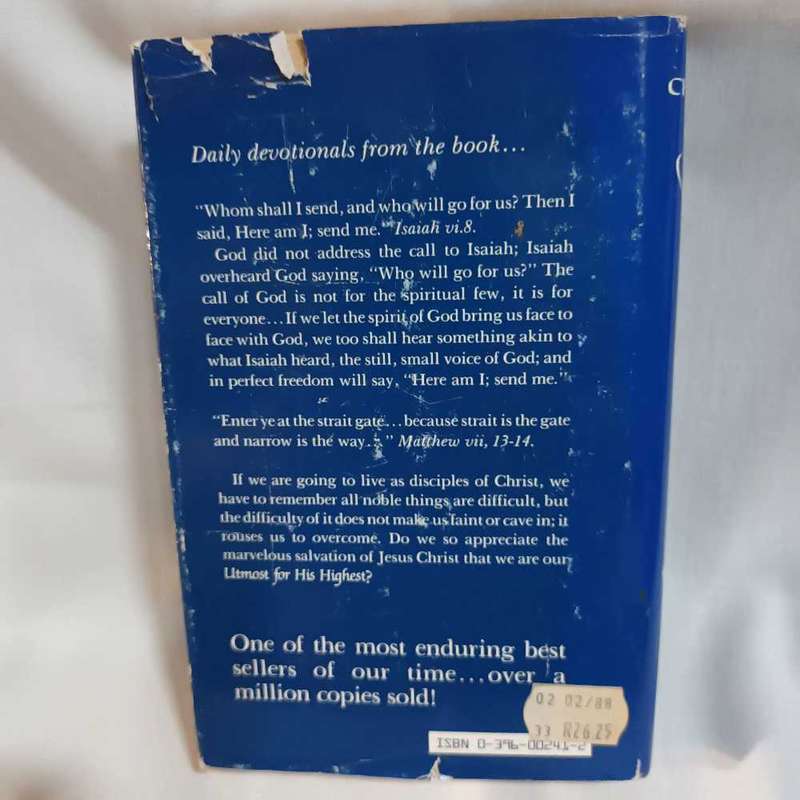 Daily devotionals from the book...
"Whom shall I send, and who will go for us? Then I
said, Here am I; send me." Isaiah vi.8.
God did not address the call to Isaiah; Isaiah
overheard God saying, "Who will go for us?" The
call of God is not for the spiritual few, it is for
everyone...If we let the spirit of God bring us face to
face with God, we too shall hear something akin to
what Isaiah heard, the still, small voice of God; and
in perfect freedom will say, "Here am I; send me."
"Enter ye at the strait gate...because strait is the gate
and narrow is the way..." Matthew vii, 13-14.
If we are going to live as disciples of Christ, we
have to remember all noble things are difficult, but
the difficulty of it does not make us faint or cave in; it
rouses us to overcome. Do we so appreciate the
marvelous salvation of Jesus Christ that we are our
Utmost for His Highest?
One of the most enduring best
sellers of our time...over a
million copies sold!
02 02/88
33 R26.25
ISBN 0-396-00241-2